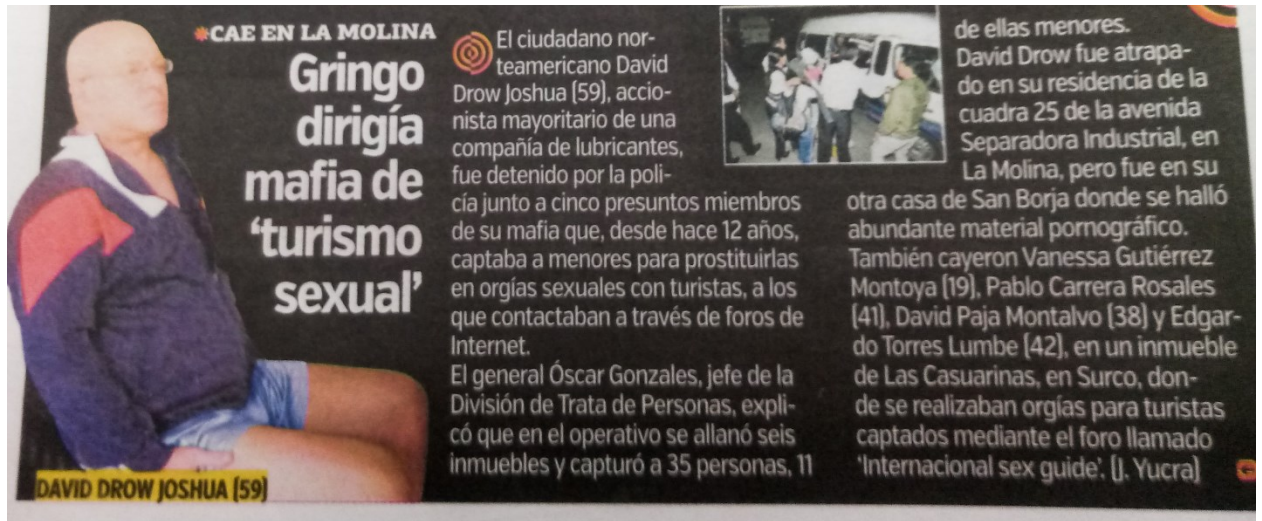 *CAE EN LA MOLINA
Gringo
dirigía
mafia de
‘turismo
sexual’
DAVID DROW JOSHUA (59)
El ciudadano nor-
teamericano David
Drow Joshua (59), accio-
nista mayoritario de una
compañía de lubricantes,
fue detenido por la poli-
cía junto a cinco presuntos miembros
de su mafia que, desde hace 12 años,
captaba a menores para prostituirlas
en orgías sexuales con turistas, a los
que contactaban a través de foros de
Internet.
El general Óscar Gonzales, jefe de la
División de Trata de Personas, expli-
có que en el operativo se allanó seis
inmuebles y capturó a 35 personas, 11
de ellas menores.
David Drow fue atrapa-
do en su residencia de la
cuadra 25 de la avenida
Separadora Industrial, en
La Molina, pero fue en su
otra casa de San Borja donde se halló
abundante material pornográfico.
También cayeron Vanessa Gutiérrez
Montoya (19), Pablo Carrera Rosales
(41), David Paja Montalvo (38) y Edgar-
do Torres Lumbe (42), en un inmueble
de Las Casuarinas, en Surco, don-
de se realizaban orgías para turistas
captados mediante el foro llamado
‘Internacional sex guide’. (J. Yucra)